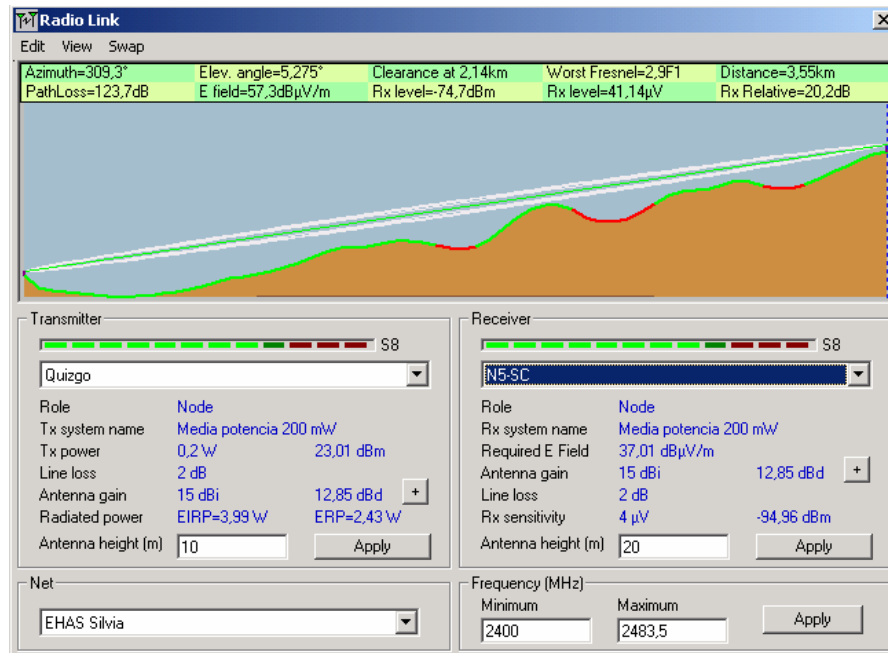 Radio Link
Edit View Swap
Azimuth=309,3° Elev. angle=5,275° Clearance at 2,14km Worst Fresnel=2,9F1 Distance=3,55km
PathLoss=123,7dB E field=57,3dBµV/m Rx level=-74,7dBm Rx level=41,14µV Rx Relative=20,2dB
Transmitter
S8
Quizgo
Role Node
Tx system name Media potencia 200 mW
Tx power 0,2 W 23,01 dBm
Line loss 2 dB
Antenna gain 15 dBi 12,85 dBd +
Radiated power EIRP=3,99 W ERP=2,43 W
Antenna height (m) 10 Apply
Receiver
S8
N5-SC
Role Node
Rx system name Media potencia 200 mW
Required E Field 37,01 dBµV/m
Antenna gain 15 dBi 12,85 dBd +
Line loss 2 dB
Rx sensitivity 4 µV -94,96 dBm
Antenna height (m) 20 Apply
Net
EHAS Silvia
Frequency (MHz)
Minimum Maximum
2400 2483,5 Apply